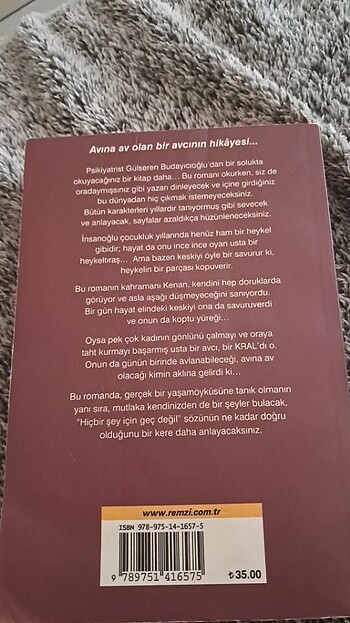 Avına av olan bir avcının hikâyesi...
Psikiyatrist Gülseren Budayıcıoğlu'dan bir solukta
okuyacağınız bir kitap daha... Bu romanı okurken, siz de
oradaymışsınız gibi yazarı dinleyecek ve içine girdiğiniz
bu dünyadan hiç çıkmak istemeyeceksiniz.
Bütün karakterleri yıllardır tanıyormuş gibi sevecek
ve anlayacak, sayfalar azaldıkça hüzünleneceksiniz.
İnsanoğlu çocukluk yıllarında henüz ham bir heykel
gibidir; hayat da onu ince ince oyan usta bir
heykeltıraş... Ama bazen keskiyi öyle bir savurur ki,
heykelin bir parçası kopuverir.
Bu romanın kahramanı Kenan, kendini hep doruklarda
görüyor ve asla aşağı düşmeyeceğini sanıyordu.
Bir gün hayat elindeki keskiyi ona da savuruverdi
ve onun da koptu yüreği...
Oysa pek çok kadının gönlünü çalmayı ve oraya
taht kurmayı başarmış usta bir avcı, bir KRAL'dı o.
Onun da günün birinde avlanabileceği, avına av
olacağı kimin aklına gelirdi ki...
Bu romanda, gerçek bir yaşamöyküsüne tanık olmanın
yanı sıra, mutlaka kendinizden de bir şeyler bulacak,
"Hiçbir şey için geç değil" sözünün ne kadar doğru
olduğunu bir kere daha anlayacaksınız.
www.remzi.com.tr
ISBN 978-975-14-1657-5
9 789751 416575
₺35.00